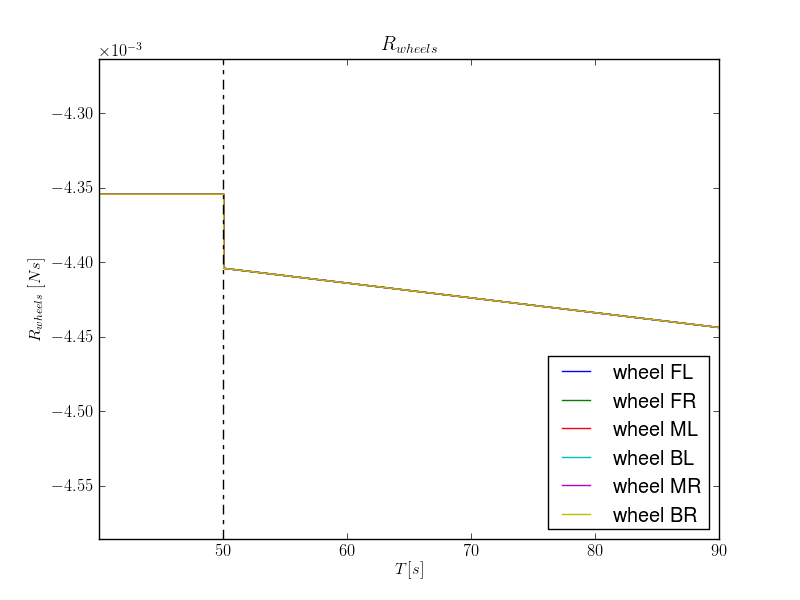 ×10⁻³
R_wheels
−4.30
−4.35
−4.40
−4.45
−4.50
−4.55
R_wheels [Ns]
50
60
70
80
90
T[s]
wheel FL
wheel FR
wheel ML
wheel BL
wheel MR
wheel BR